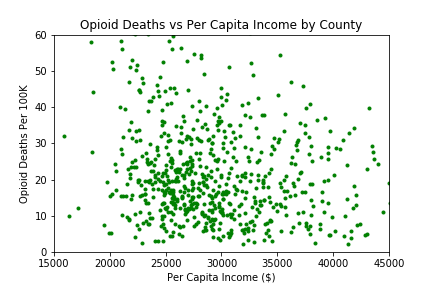 Opioid Deaths vs Per Capita Income by County
Opioid Deaths Per 100K
60
50
40
30
20
10
0
15000 20000 25000 30000 35000 40000 45000
Per Capita Income ($)